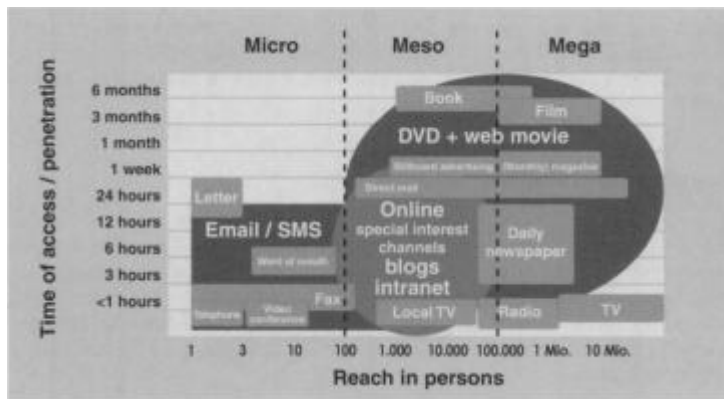 Micro Meso Mega
Time of access / penetration
6 months
3 months
1 month
1 week
24 hours
12 hours
6 hours
3 hours
<1 hours
Book
Film
DVD + web movie
Billboard advertising
(Monthly) magazine
Direct mail
Letter
Email / SMS
Word of mouth
Online
special interest
channels
blogs
intranet
Daily
newspaper
Fax
Telephone
Video
conference
Local TV
Radio
TV
1 3 10 100 1.000 10.000 100.000 1 Mio. 10 Mio.
Reach in persons